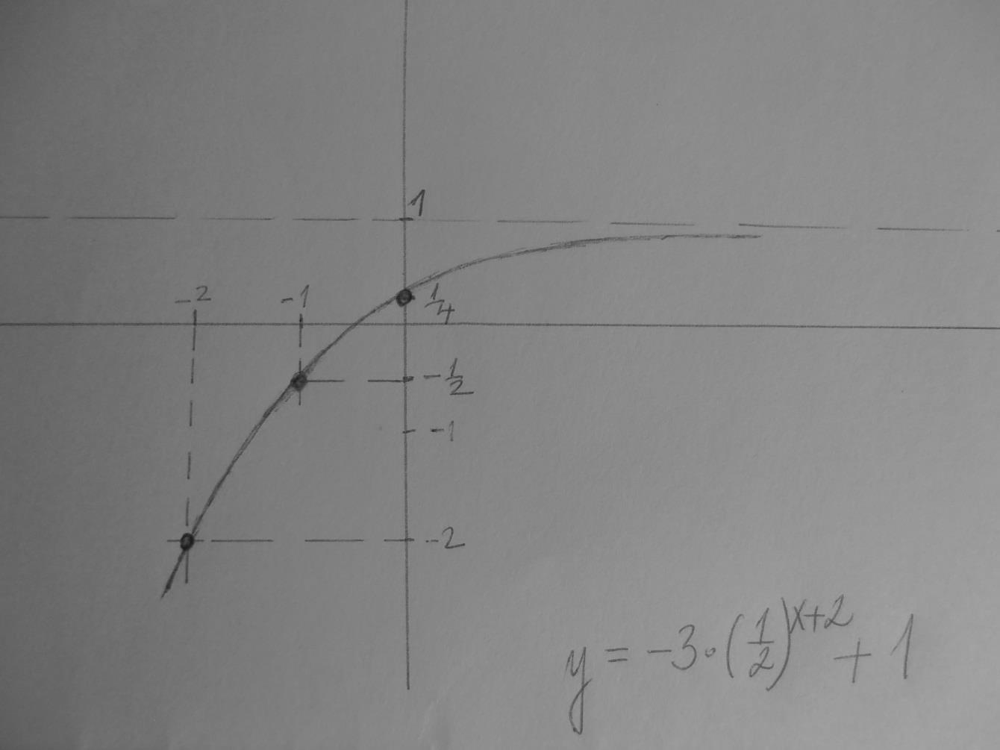 1
-2 -1 1/4
-1/2
-1
-2
y = -3·(1/2)^x+2 + 1